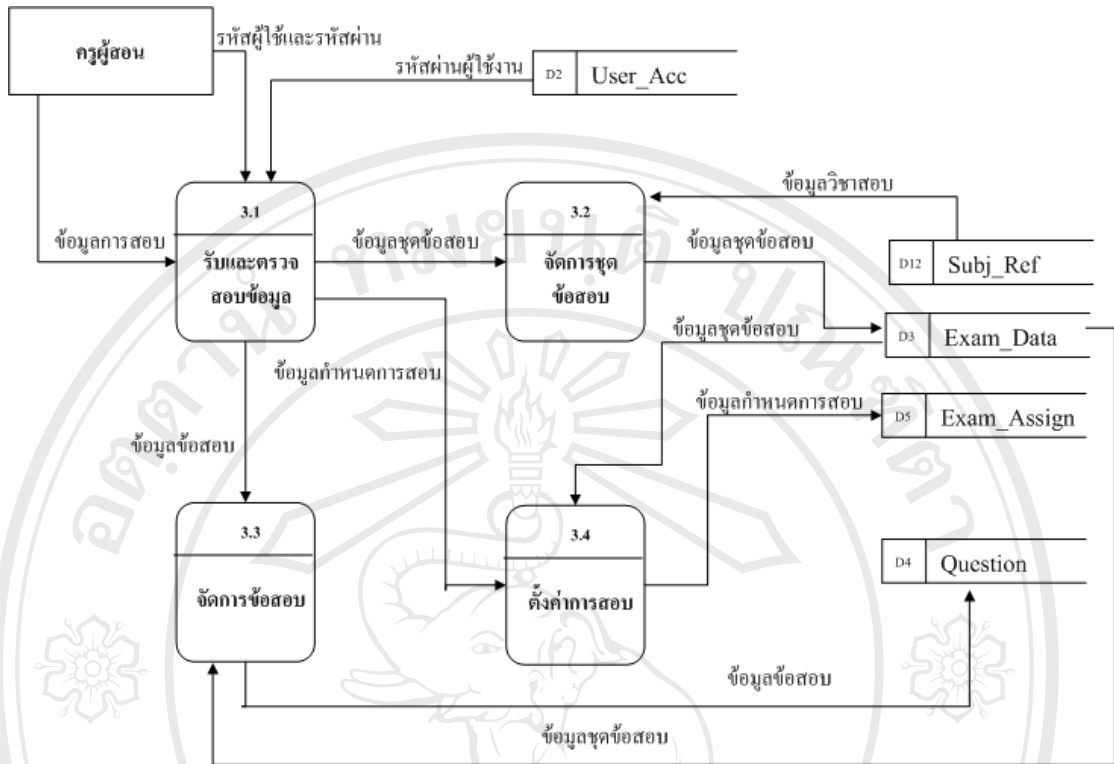 ครูผู้สอน
รหัสผู้ใช้และรหัสผ่าน
รหัสผ่านผู้ใช้งาน
D2 User_Acc
ข้อมูลวิชาสอบ
3.1
3.2
ข้อมูลการสอบ
ข้อมูลชุดข้อสอบ
ข้อมูลชุดข้อสอบ
รับและตรวจ
สอบข้อมูล
จัดการชุด
ข้อสอบ
D12 Subj_Ref
ข้อมูลชุดข้อสอบ
D3 Exam_Data
ข้อมูลกำหนดการสอบ
ข้อมูลกำหนดการสอบ
D5 Exam_Assign
ข้อมูลข้อสอบ
3.3
3.4
จัดการข้อสอบ
ตั้งค่าการสอบ
D4 Question
ข้อมูลข้อสอบ
ข้อมูลชุดข้อสอบ